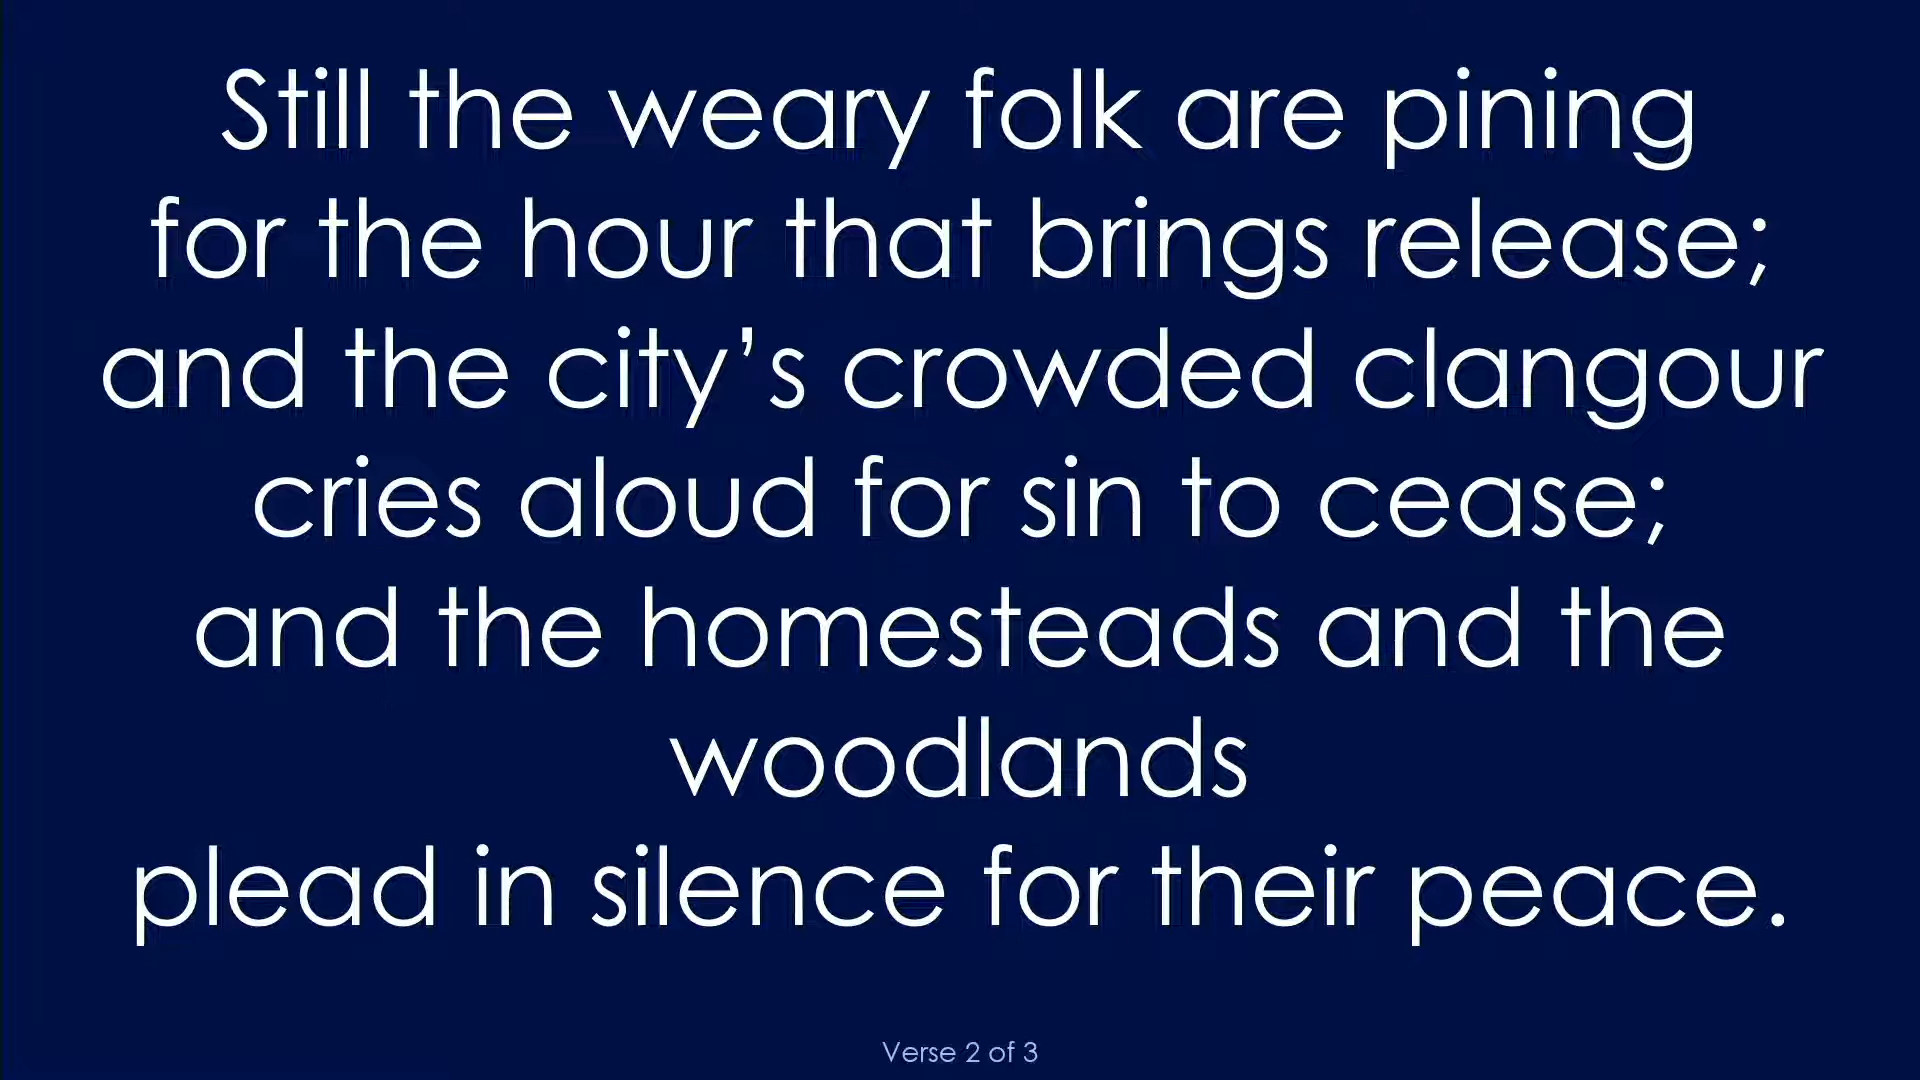 Still the weary folk are pining
for the hour that brings release;
and the city’s crowded clangour
cries aloud for sin to cease;
and the homesteads and the
woodlands
plead in silence for their peace.
Verse 2 of 3